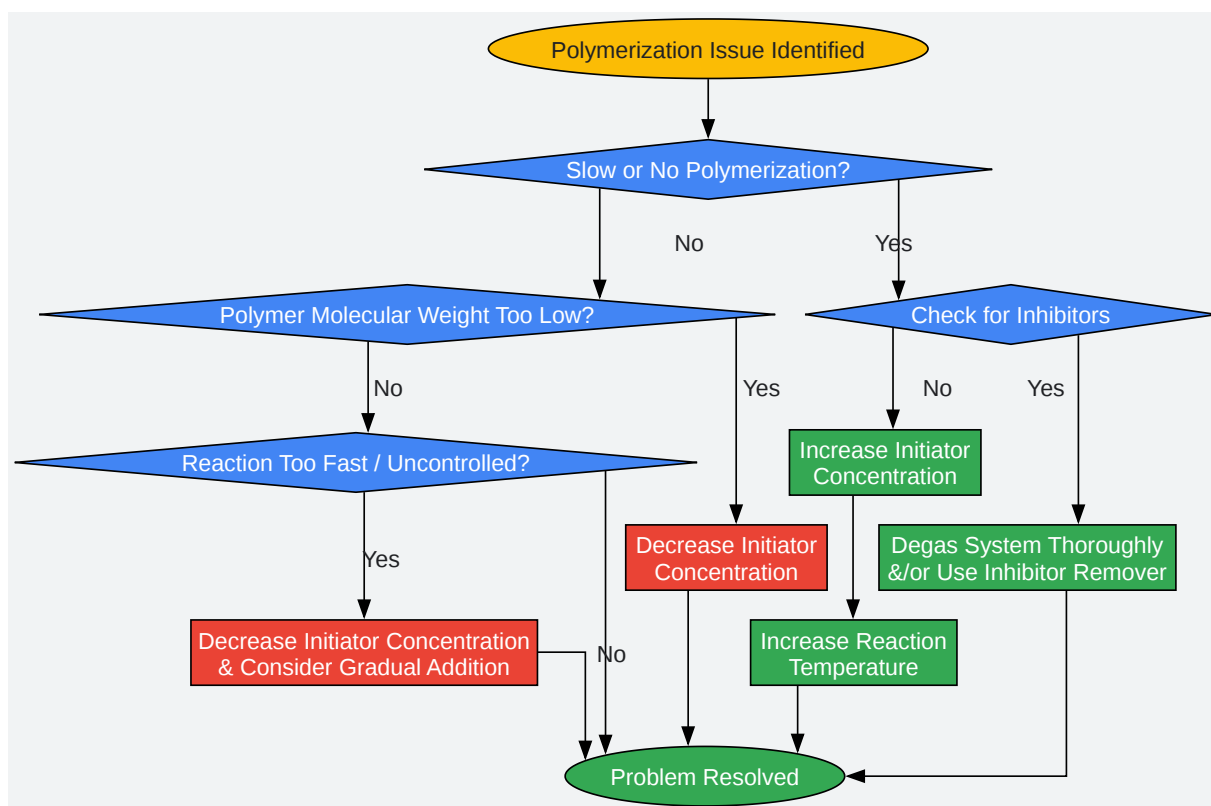 Polymerization Issue Identified
Slow or No Polymerization?
No
Yes
Polymer Molecular Weight Too Low?
Check for Inhibitors
No
Yes
No
Yes
Increase Initiator
Concentration
Reaction Too Fast / Uncontrolled?
Decrease Initiator
Concentration
Degas System Thoroughly
&/or Use Inhibitor Remover
Yes
Decrease Initiator Concentration
& Consider Gradual Addition
No
Increase Reaction
Temperature
Problem Resolved